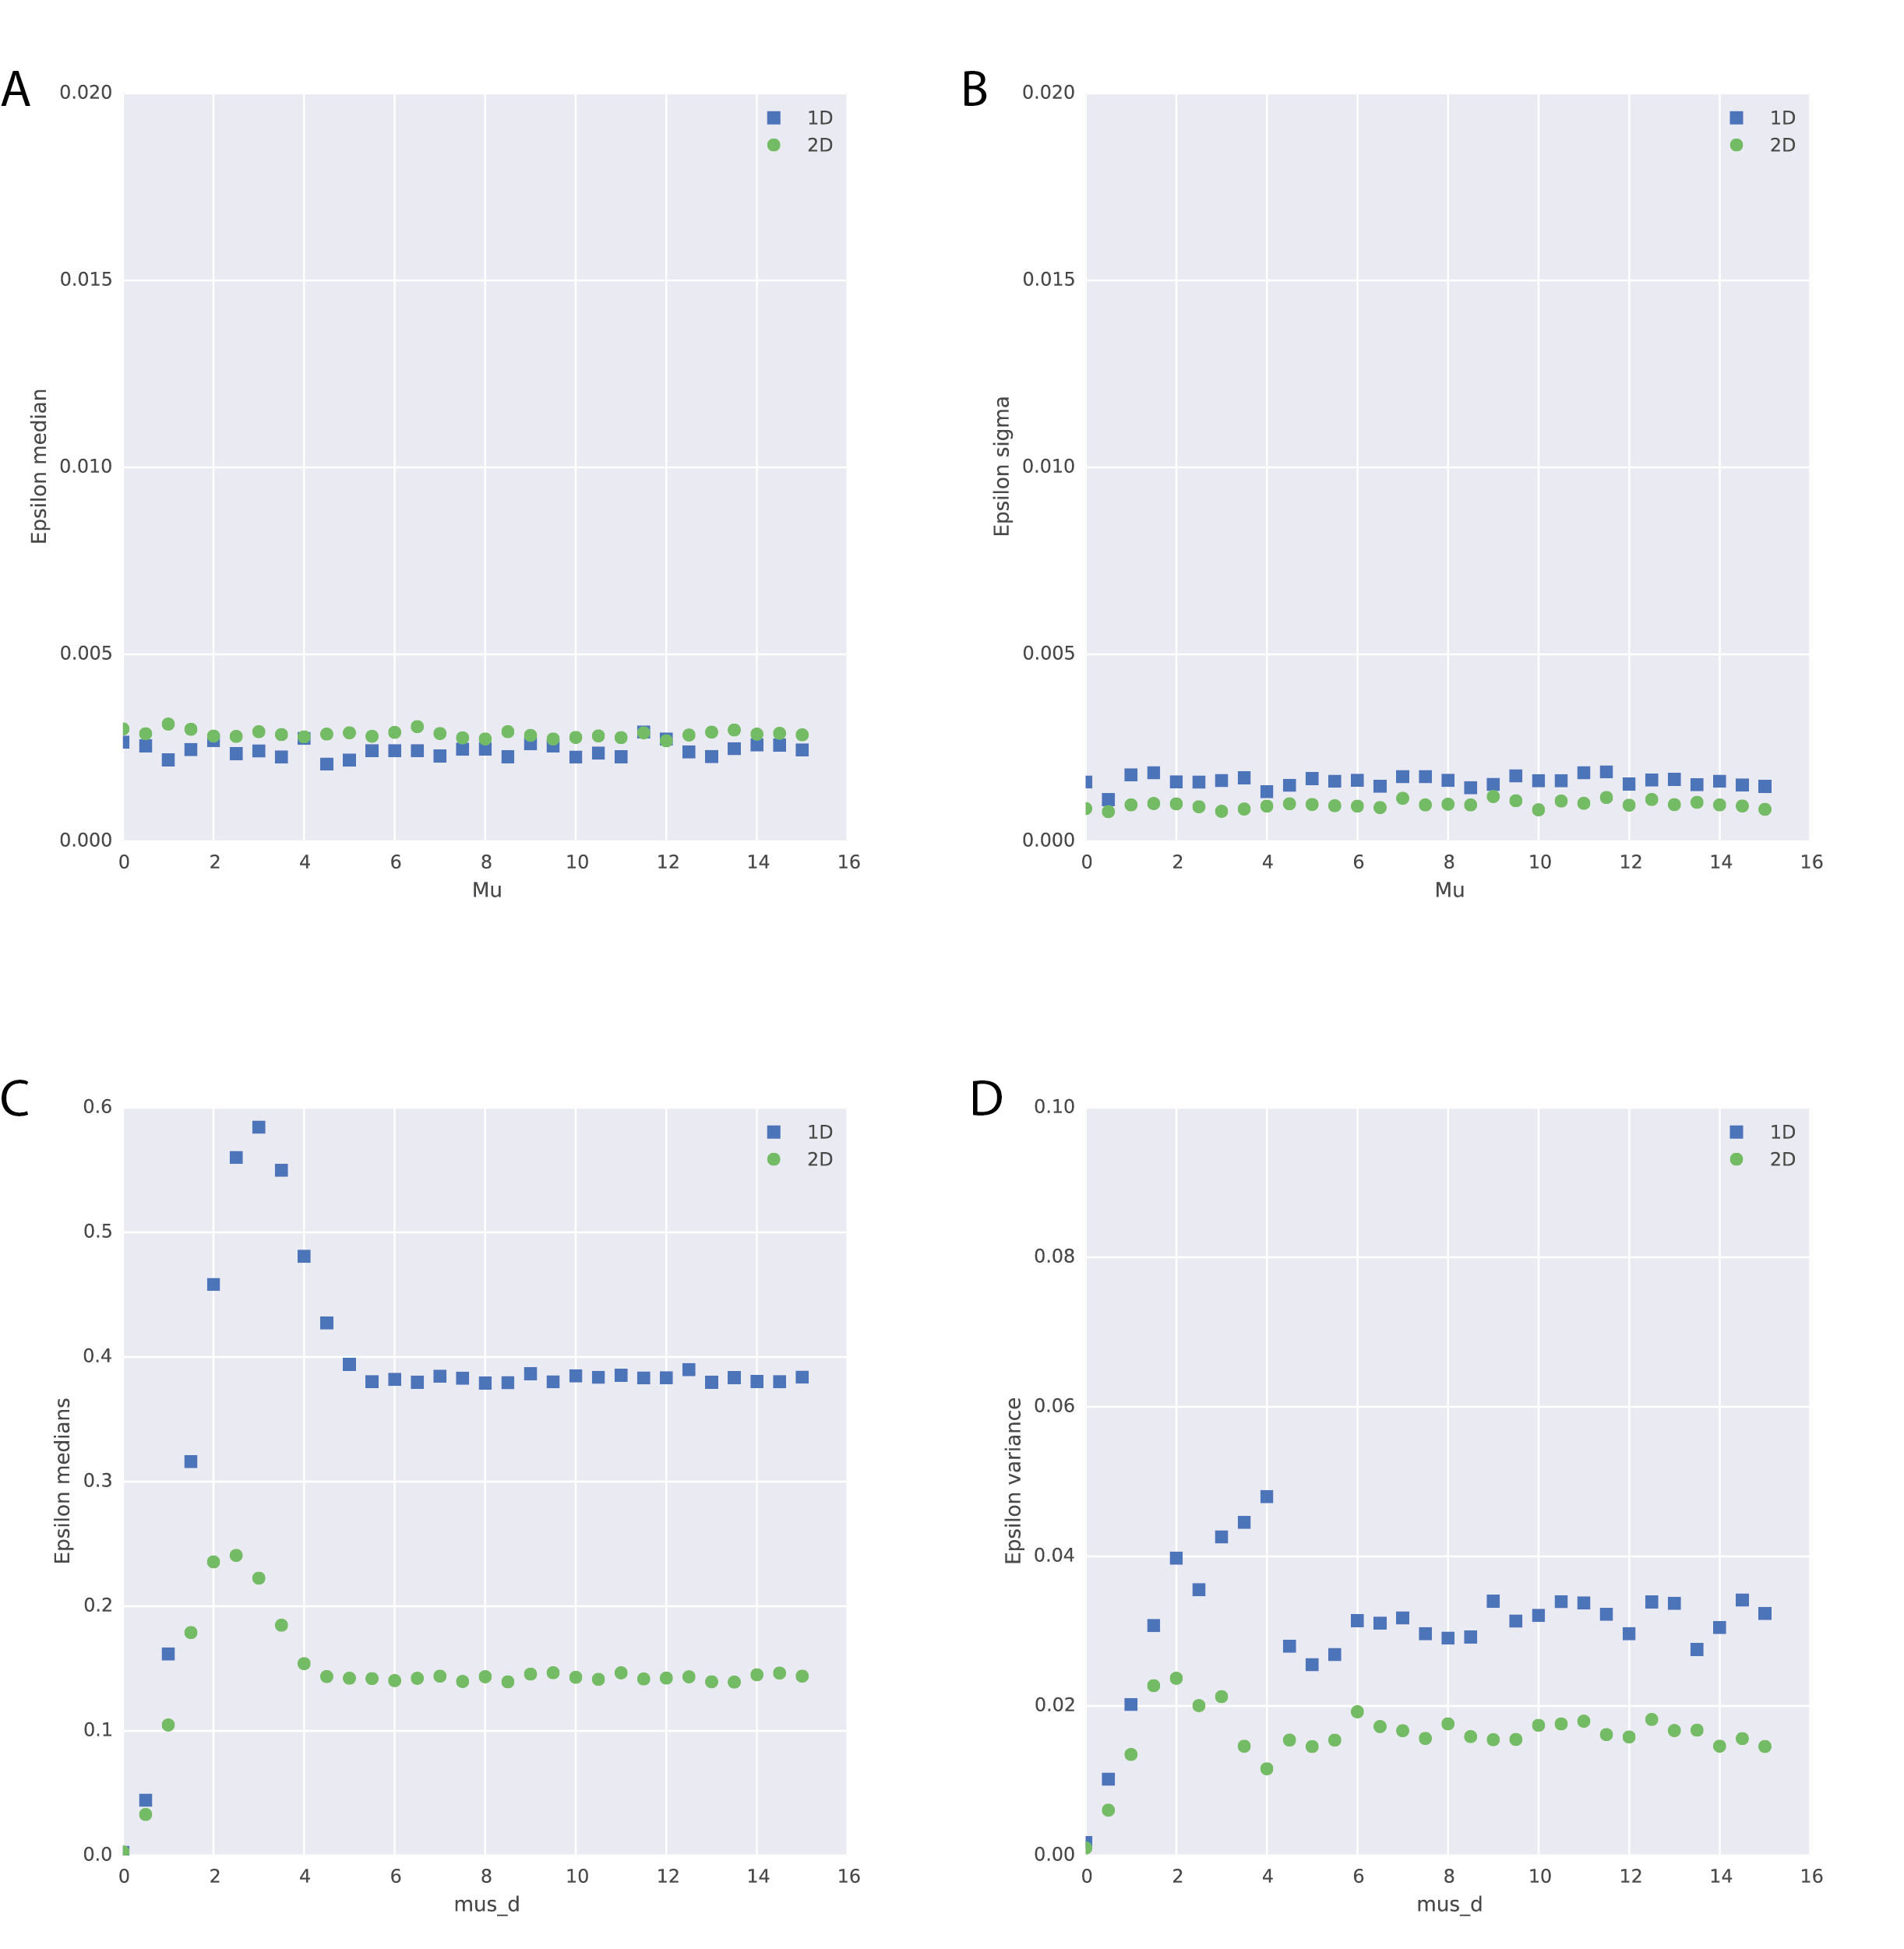 A
0.020
0.015
0.010
0.005
0.000
Epsilon median
0 2 4 6 8 10 12 14 16
Mu
1D
2D
B
0.020
0.015
0.010
0.005
0.000
Epsilon sigma
0 2 4 6 8 10 12 14 16
Mu
1D
2D
C
0.6
0.5
0.4
0.3
0.2
0.1
0.0
Epsilon medians
0 2 4 6 8 10 12 14 16
mus_d
1D
2D
D
0.10
0.08
0.06
0.04
0.02
0.00
Epsilon variance
0 2 4 6 8 10 12 14 16
mus_d
1D
2D